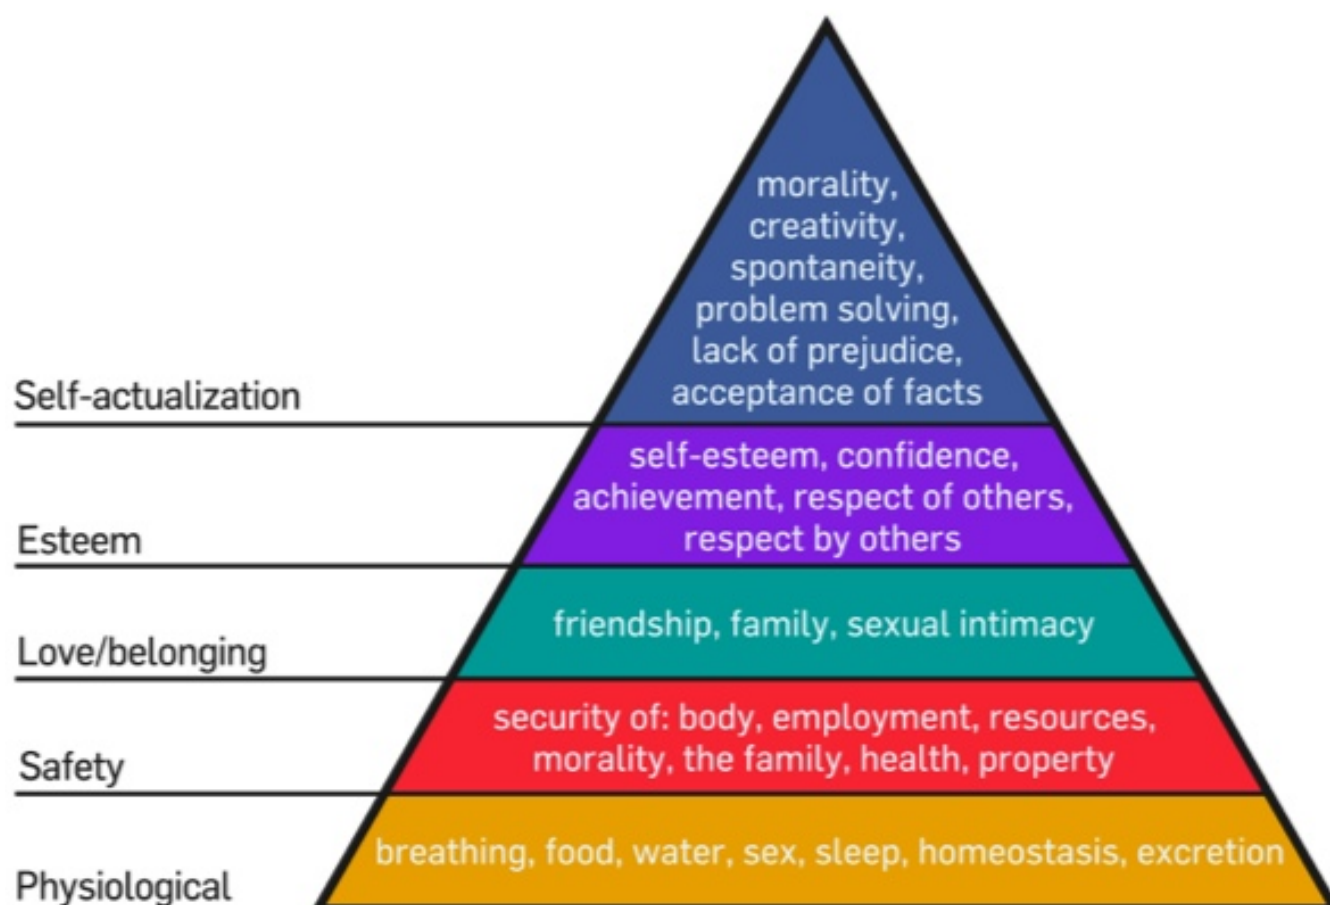 morality,
creativity,
spontaneity,
problem solving,
lack of prejudice,
acceptance of facts
Self-actualization
self-esteem, confidence,
achievement, respect of others,
respect by others
Esteem
friendship, family, sexual intimacy
Love/belonging
security of: body, employment, resources,
morality, the family, health, property
Safety
breathing, food, water, sex, sleep, homeostasis, excretion
Physiological